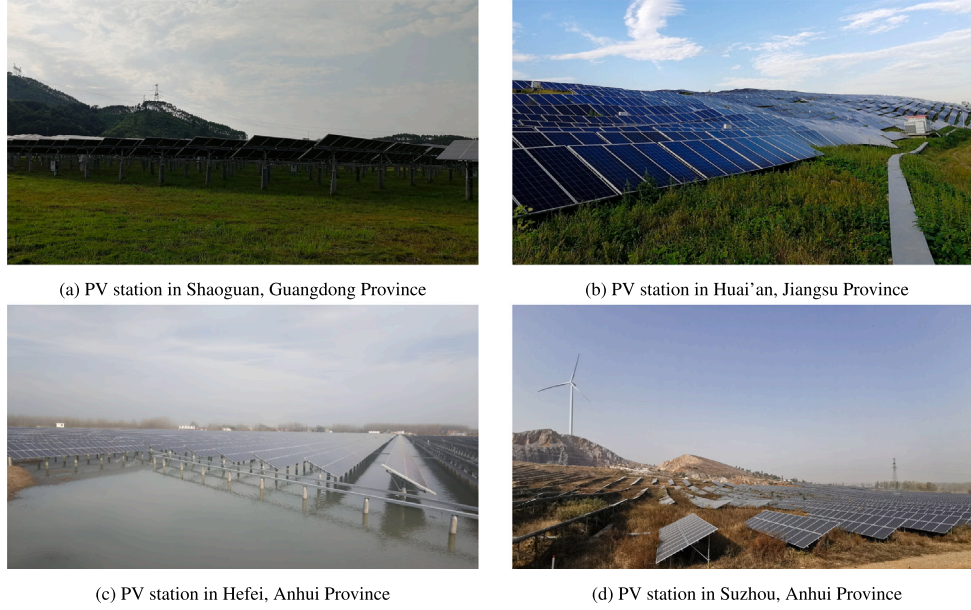 (a) PV station in Shaoguan, Guangdong Province
(b) PV station in Huai’an, Jiangsu Province
(c) PV station in Hefei, Anhui Province
(d) PV station in Suzhou, Anhui Province